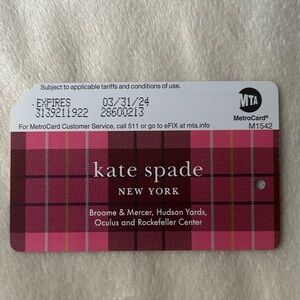 Subject to applicable tariffs and conditions of use.
EXPIRES 03/31/24
3139211922 28600213
MTA
MetroCard®
For MetroCard Customer Service, call 511 or go to eFIX at mta.info
M1542
kate spade
NEW YORK
Broome & Mercer, Hudson Yards,
Oculus and Rockefeller Center